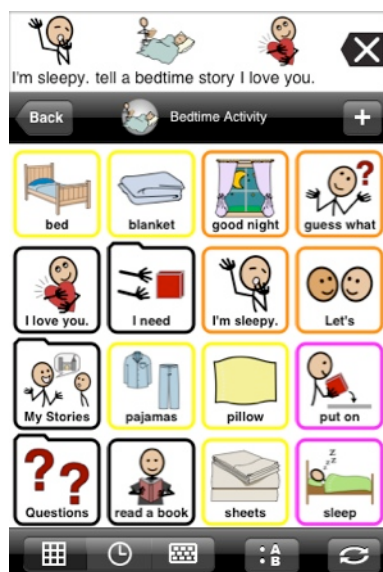 I'm sleepy. tell a bedtime story I love you.
Back
Bedtime Activity
+
bed
blanket
good night
guess what
I love you.
I need
I'm sleepy.
Let's
My Stories
pajamas
pillow
put on
Questions
read a book
sheets
sleep
A
B